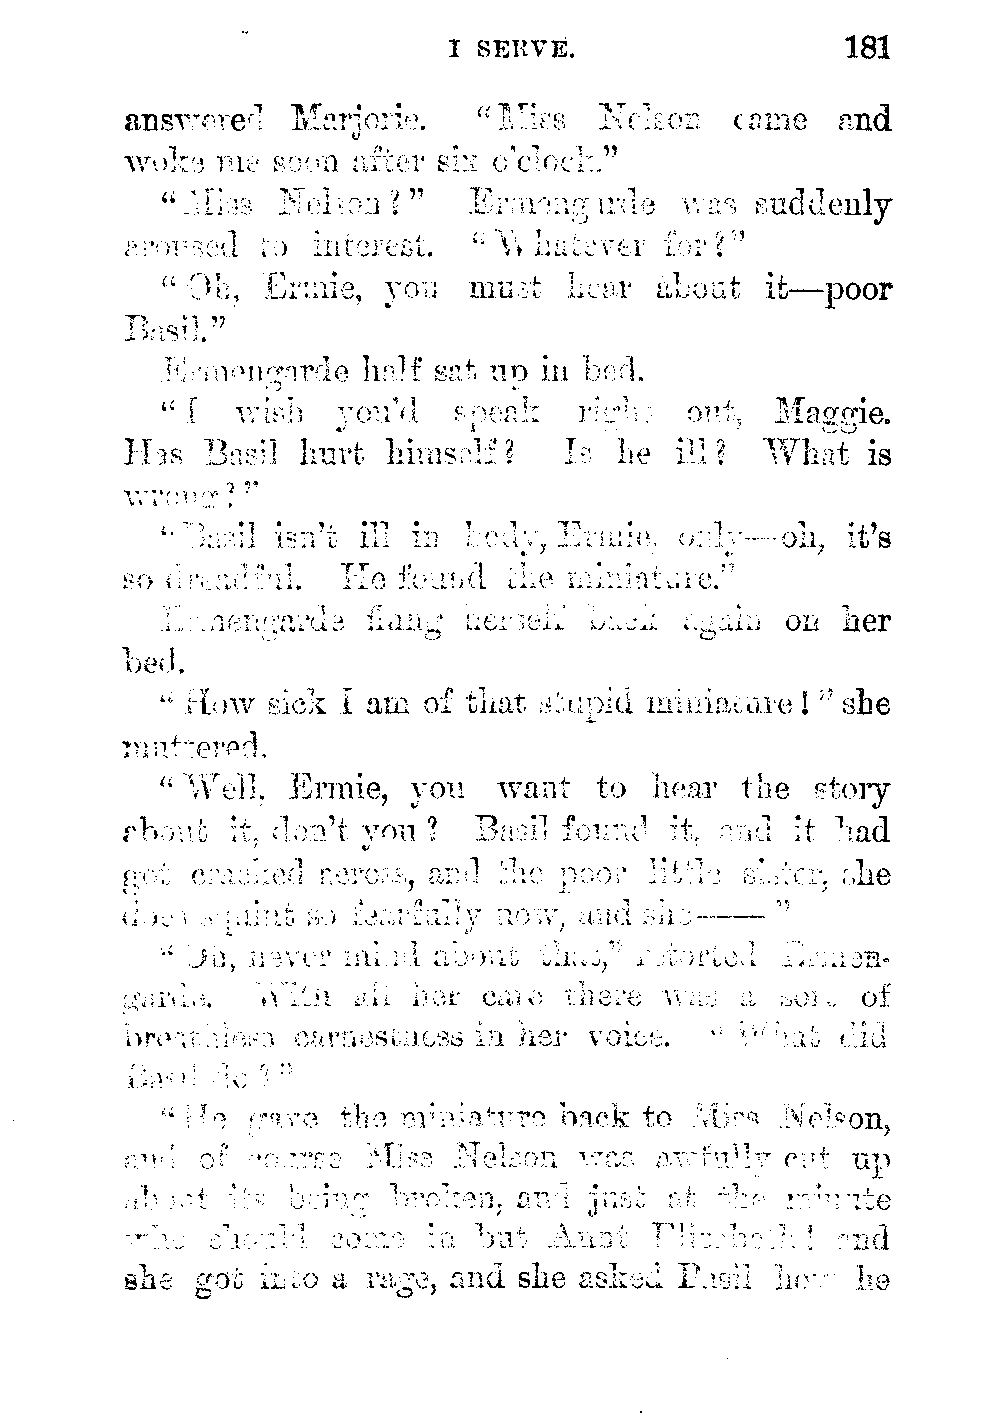 I SERVE. 181
answered Marjorie. “Miss Nelson came and
woke me soon after six o'clock.”
“Miss Nelson?” Ermengarde was suddenly
aroused to interest. “Whatever for?”
“Oh, Ermie, you must hear about it—poor
Basil.”
Ermengarde half sat up in bed.
“I wish you'd speak right out, Maggie.
Has Basil hurt himself? Is he ill? What is
wrong?”
“Basil isn't ill in body, Ermie, only—oh, it's
so dreadful. He found the miniature.”
Ermengarde flung herself back again on her
bed.
“How sick I am of that stupid miniature!” she
muttered.
“Well, Ermie, you want to hear the story
about it, don't you? Basil found it, and it had
got cracked across, and the poor little sister, she
does squint so fearfully now, and she——”
“Oh, never mind about that,” retorted Ermen-
garde. With all her care there was a sort of
breathless earnestness in her voice. “What did
Basil do?”
“He gave the miniature back to Miss Nelson,
and of course Miss Nelson was awfully cut up
about its being broken, and just at the minute
who should come in but Aunt Elizabeth! and
she got into a rage, and she asked Basil how he